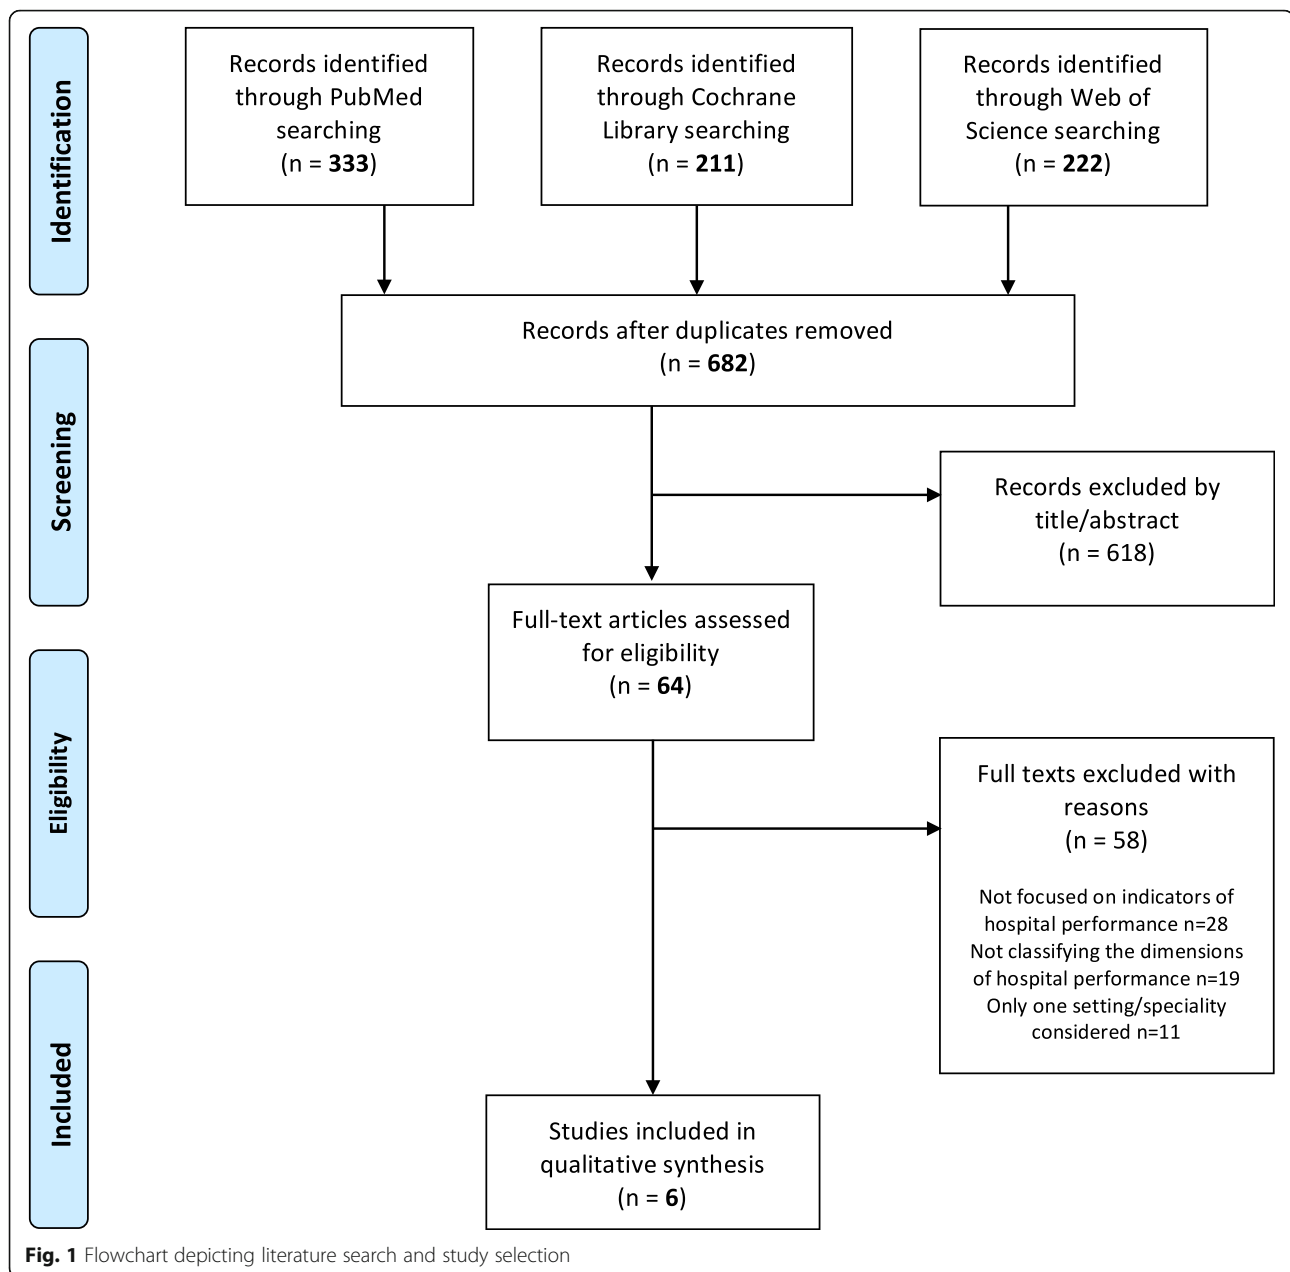 Identification
Records identified
through PubMed
searching
(n = 333)
Records identified
through Cochrane
Library searching
(n = 211)
Records identified
through Web of
Science searching
(n = 222)
Records after duplicates removed
(n = 682)
Screening
Records excluded by
title/abstract
(n = 618)
Full-text articles assessed
for eligibility
(n = 64)
Eligibility
Full texts excluded with
reasons
(n = 58)
Not focused on indicators of
hospital performance n=28
Not classifying the dimensions
of hospital performance n=19
Only one setting/speciality
considered n=11
Included
Studies included in
qualitative synthesis
(n = 6)
Fig. 1 Flowchart depicting literature search and study selection